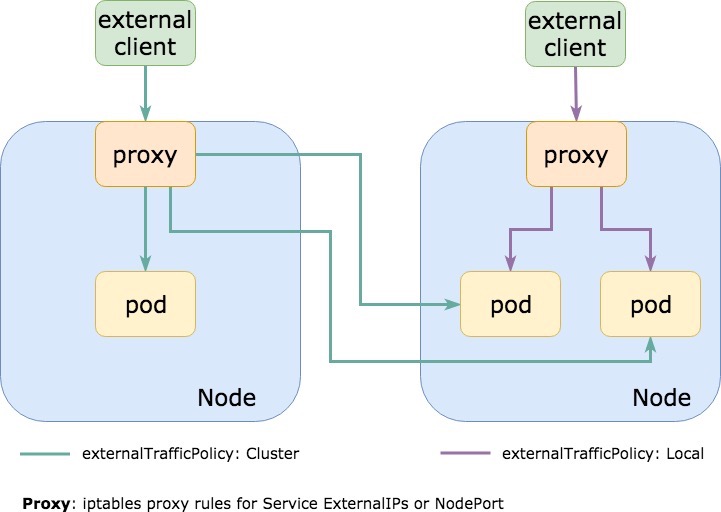 external
client
external
client
proxy
proxy
pod
pod
pod
Node
Node
externalTrafficPolicy: Cluster
externalTrafficPolicy: Local
Proxy: iptables proxy rules for Service ExternalIPs or NodePort